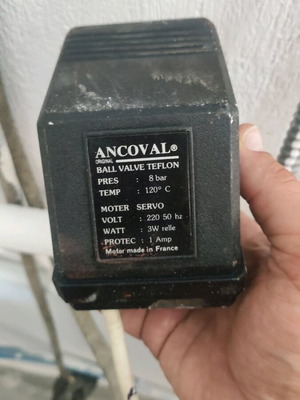 ANCOVAL®
ORIGINAL
BALL VALVE TEFLON
PRES : 8 bar
TEMP : 120° C
MOTER SERVO
VOLT : 220 50 hz
WATT : 3W relle
PROTEC : 1 Amp
Moter made in France